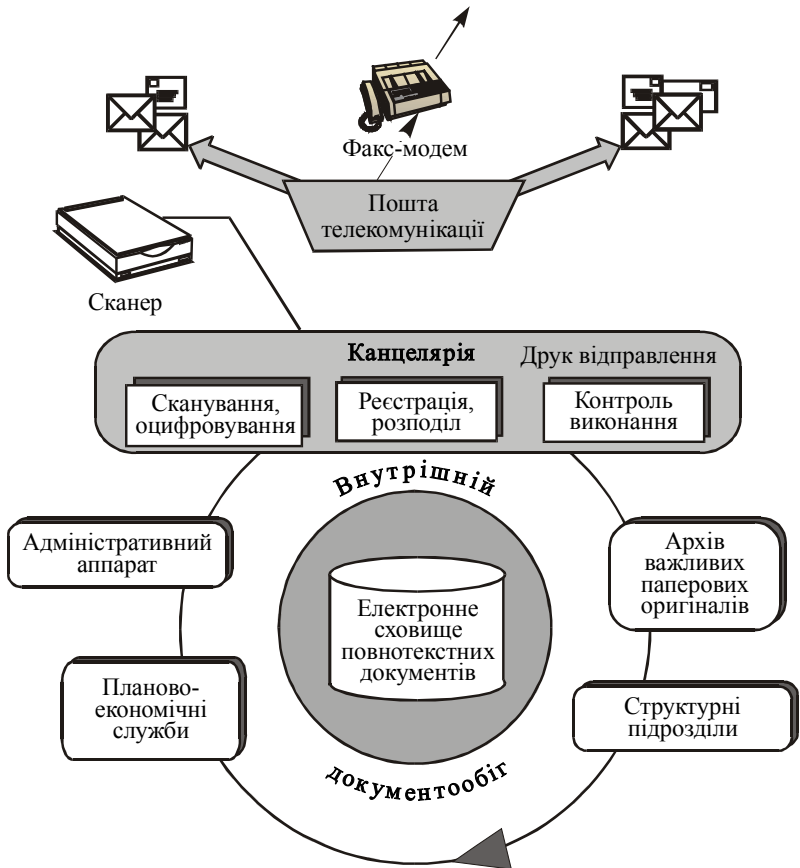 Факс-модем
Пошта
телекомунікації
Сканер
Канцелярія
Друк відправлення
Сканування,
оцифровування
Реєстрація,
розподіл
Контроль
виконання
Внутрішній
Адміністративний
аппарат
Архів
важливих
паперових
оригіналів
Електронне
сховище
повнотекстних
документів
Планово-
економічні
служби
Структурні
підрозділи
документообіг